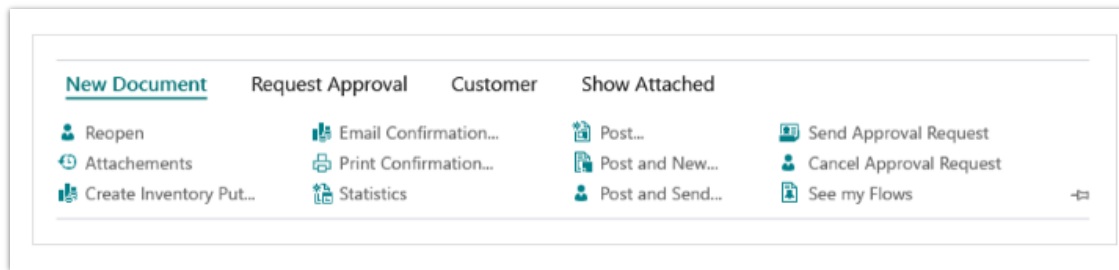 New Document Request Approval Customer Show Attached
Reopen Email Confirmation... Post... Send Approval Request
Attachements Print Confirmation... Post and New... Cancel Approval Request
Create Inventory Put... Statistics Post and Send... See my Flows